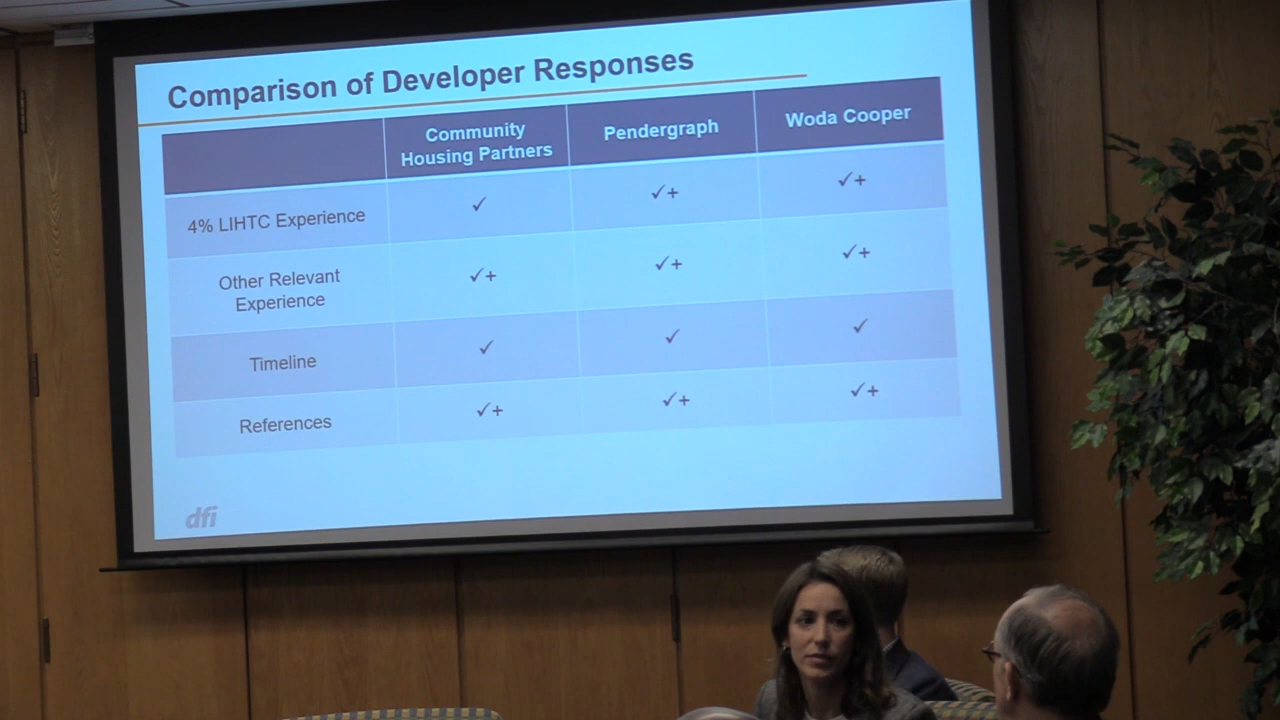 Comparison of Developer Responses
Community
Housing Partners
Pendergraph
Woda Cooper
4% LIHTC Experience
✓
✓+
✓+
Other Relevant
Experience
✓+
✓+
✓+
Timeline
✓
✓
✓
References
✓+
✓+
✓+
dfi